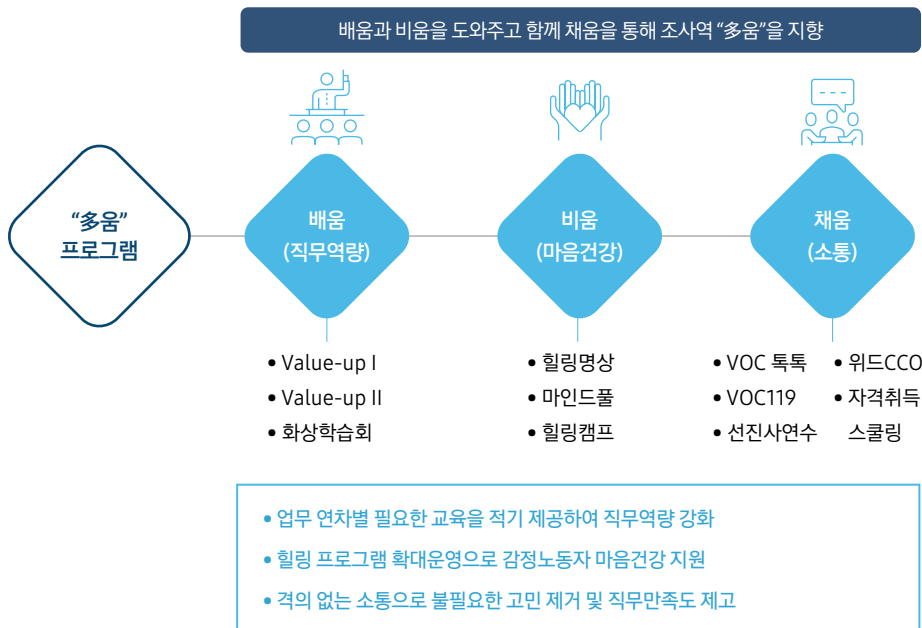 배움과 비움을 도와주고 함께 채움을 통해 조사역 “多움”을 지향
“多움”
프로그램
배움
(직무역량)
비움
(마음건강)
채움
(소통)
• Value-up I
• Value-up II
• 화상학습회
• 힐링명상
• 마인드풀
• 힐링캠프
• VOC 톡톡
• VOC119
• 선진사연수
• 위드CCO
• 자격취득
스쿨링
• 업무 연차별 필요한 교육을 적기 제공하여 직무역량 강화
• 힐링 프로그램 확대운영으로 감정노동자 마음건강 지원
• 격의 없는 소통으로 불필요한 고민 제거 및 직무만족도 제고